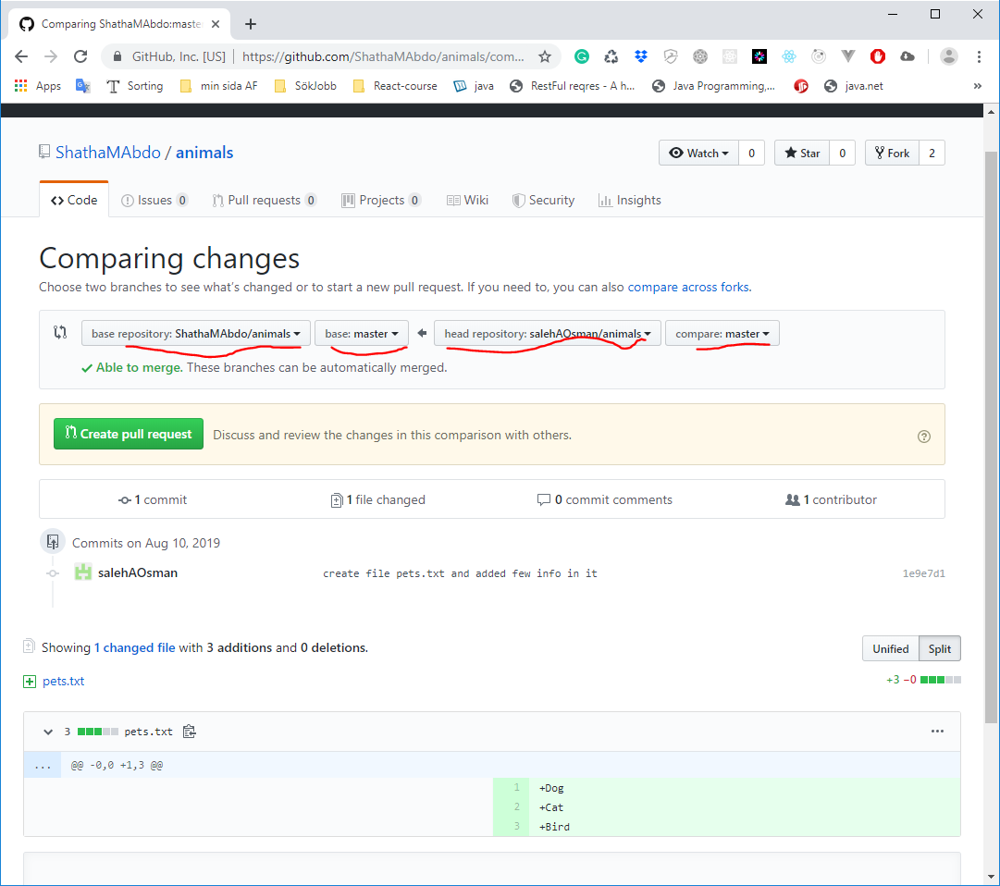 Comparing ShathaMAbdo:maste
GitHub, Inc. [US] | https://github.com/ShathaMAbdo/animals/com...
Apps Sorting min sida AF SökJobb React-course java RestFul reqres - A h... Java Programming,... java.net »
ShathaMAbdo / animals
Watch 0 Star 0 Fork 2
Code Issues 0 Pull requests 0 Projects 0 Wiki Security Insights
Comparing changes
Choose two branches to see what's changed or to start a new pull request. If you need to, you can also compare across forks.
base repository: ShathaMAbdo/animals base: master head repository: salehAOsman/animals compare: master
Able to merge. These branches can be automatically merged.
Create pull request Discuss and review the changes in this comparison with others.
1 commit 1 file changed 0 commit comments 1 contributor
Commits on Aug 10, 2019
salehAOsman create file pets.txt and added few info in it 1e9e7d1
Showing 1 changed file with 3 additions and 0 deletions. Unified Split
pets.txt +3 −0
3 pets.txt ...
... @@ -0,0 +1,3 @@
1 +Dog
2 +Cat
3 +Bird